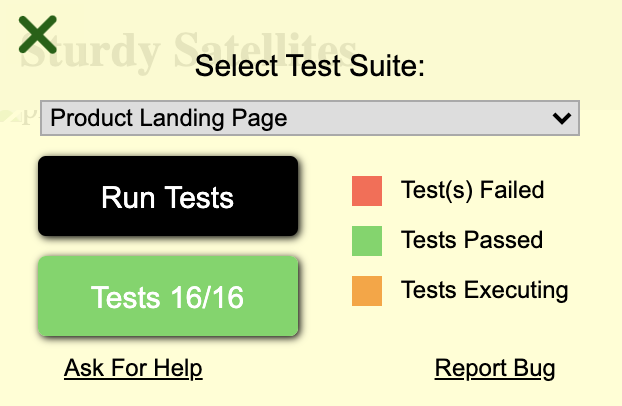 Sturdy Satellites
Select Test Suite:
Product Landing Page
Run Tests
Test(s) Failed
Tests Passed
Tests 16/16
Tests Executing
Ask For Help
Report Bug